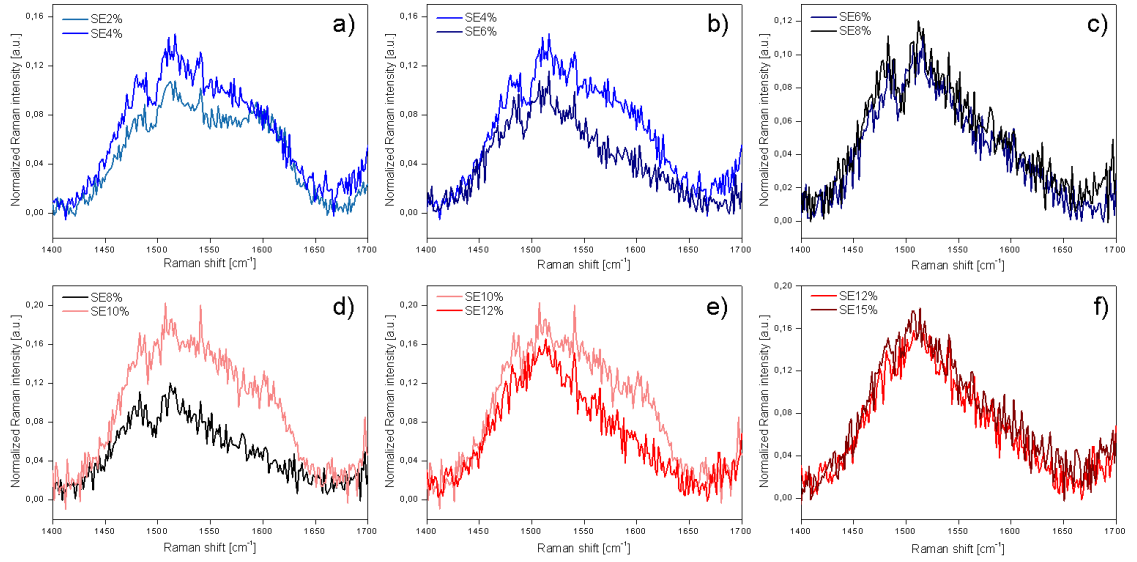 SE2%
SE4%
a)
0,16
0,12
0,08
0,04
0,00
Normalized Raman intensity [a.u.]
1400 1450 1500 1550 1600 1650 1700
Raman shift [cm⁻¹]
SE4%
SE6%
b)
0,16
0,12
0,08
0,04
0,00
Normalized Raman intensity [a.u.]
1400 1450 1500 1550 1600 1650 1700
Raman shift [cm⁻¹]
SE6%
SE8%
c)
0,12
0,10
0,08
0,06
0,04
0,02
0,00
Normalized Raman intensity [a.u.]
1400 1450 1500 1550 1600 1650 1700
Raman shift [cm⁻¹]
SE8%
SE10%
d)
0,20
0,16
0,12
0,08
0,04
0,00
Normalized Raman intensity [a.u.]
1400 1450 1500 1550 1600 1650 1700
Raman shift [cm⁻¹]
SE10%
SE12%
e)
0,20
0,16
0,12
0,08
0,04
0,00
Normalized Raman intensity [a.u.]
1400 1450 1500 1550 1600 1650 1700
Raman shift [cm⁻¹]
SE12%
SE15%
f)
0,20
0,16
0,12
0,08
0,04
0,00
Normalized Raman intensity [a.u.]
1400 1450 1500 1550 1600 1650 1700
Raman shift [cm⁻¹]